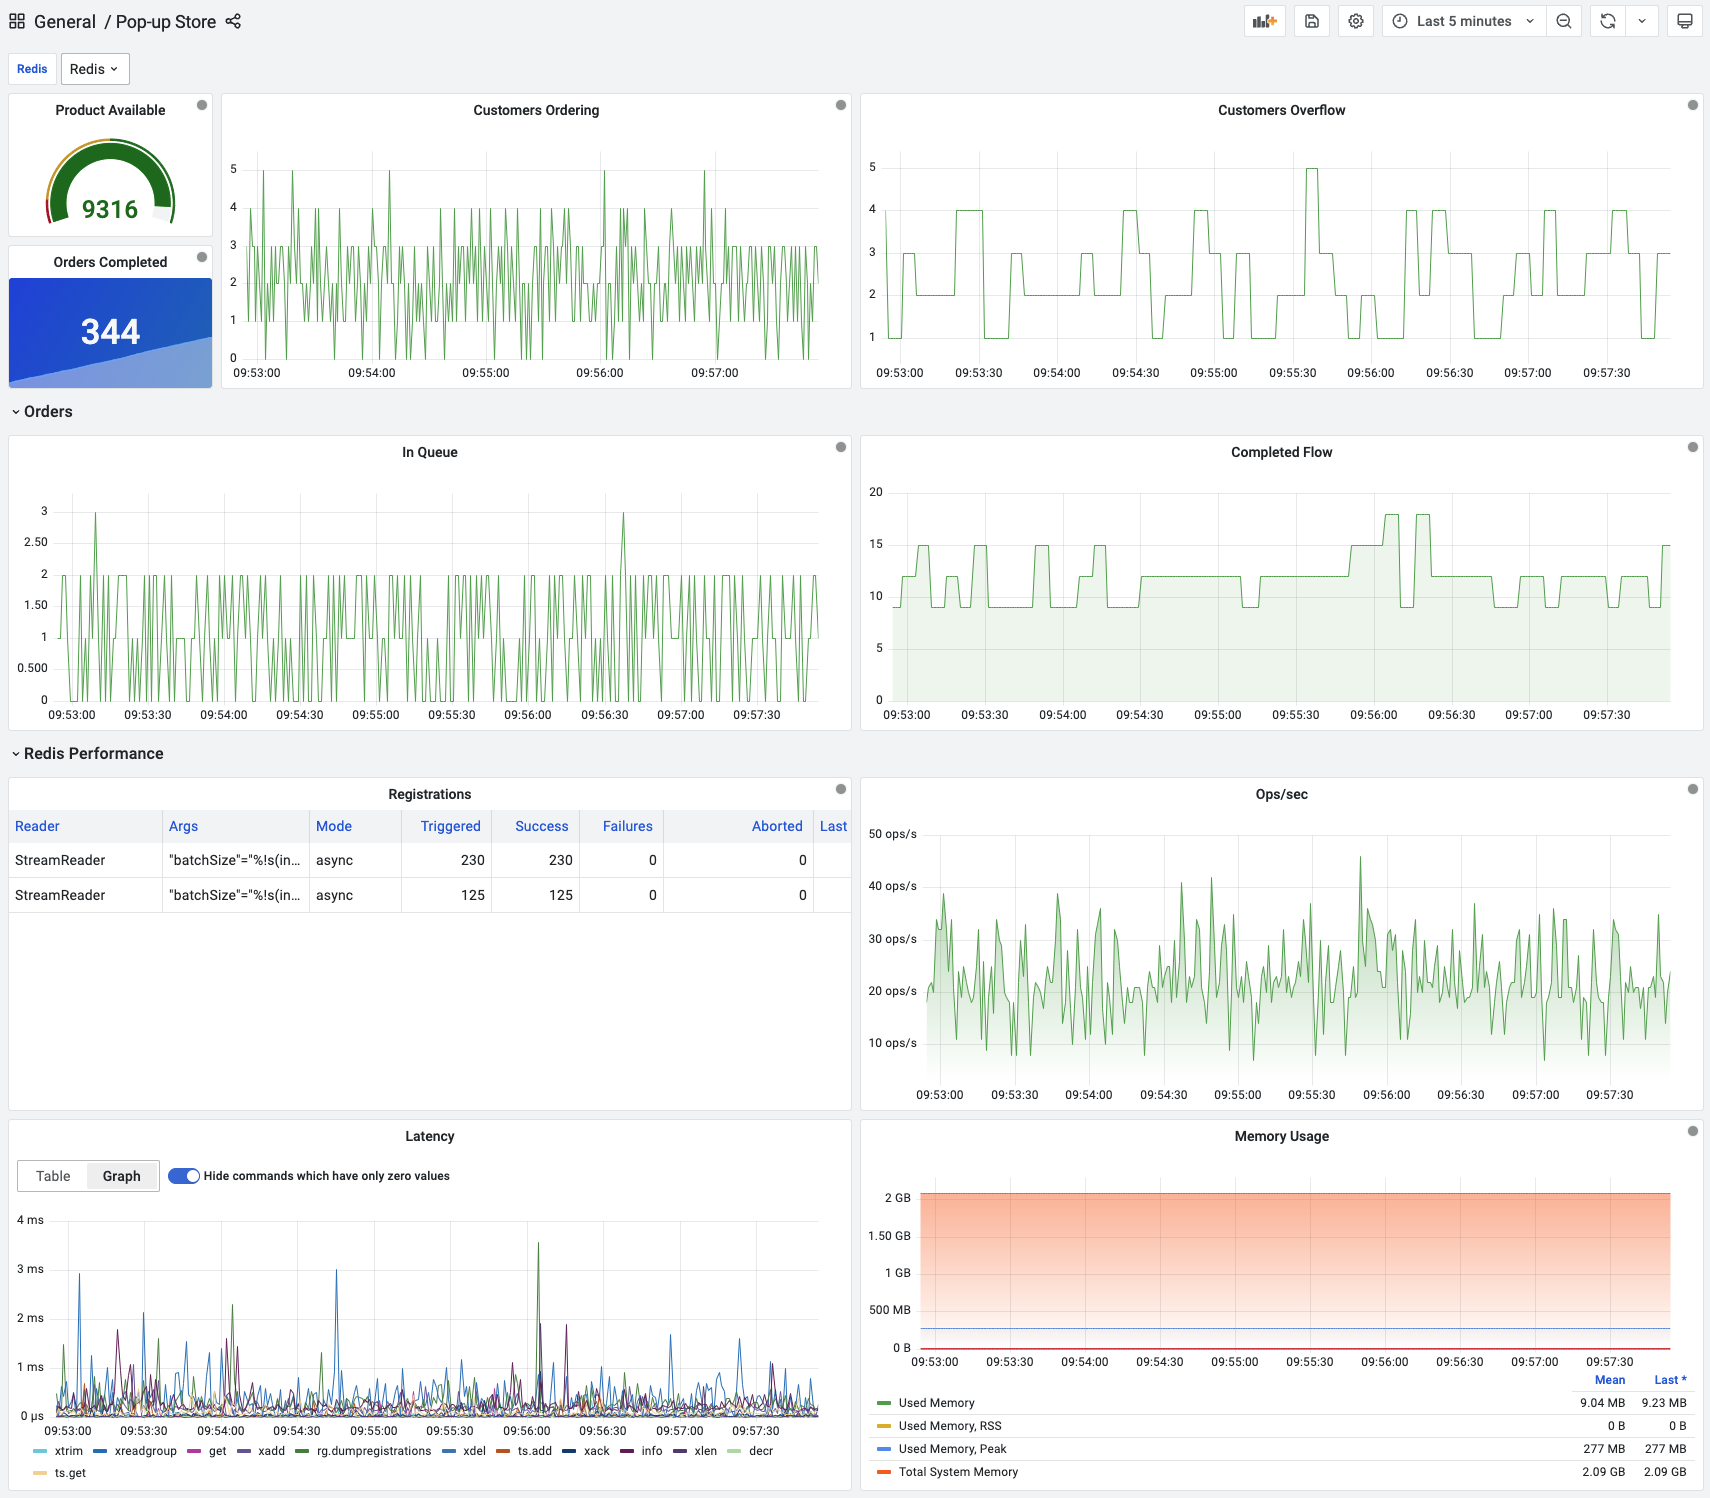 General / Pop-up Store
Last 5 minutes
Redis
Redis
Product Available
9316
Orders Completed
344
Customers Ordering
5
4
3
2
1
0
09:53:00 09:54:00 09:55:00 09:56:00 09:57:00
Customers Overflow
5
4
3
2
1
09:53:00 09:53:30 09:54:00 09:54:30 09:55:00 09:55:30 09:56:00 09:56:30 09:57:00 09:57:30
Orders
In Queue
3
2.50
2
1.50
1
0.500
0
09:53:00 09:53:30 09:54:00 09:54:30 09:55:00 09:55:30 09:56:00 09:56:30 09:57:00 09:57:30
Completed Flow
20
15
10
5
0
09:53:00 09:53:30 09:54:00 09:54:30 09:55:00 09:55:30 09:56:00 09:56:30 09:57:00 09:57:30
Redis Performance
Registrations
Reader Args Mode Triggered Success Failures Aborted Last
StreamReader "batchSize"="%!s(in... async 230 230 0 0
StreamReader "batchSize"="%!s(in... async 125 125 0 0
Ops/sec
50 ops/s
40 ops/s
30 ops/s
20 ops/s
10 ops/s
09:53:00 09:53:30 09:54:00 09:54:30 09:55:00 09:55:30 09:56:00 09:56:30 09:57:00 09:57:30
Latency
Table Graph Hide commands which have only zero values
4 ms
3 ms
2 ms
1 ms
0 µs
09:53:00 09:53:30 09:54:00 09:54:30 09:55:00 09:55:30 09:56:00 09:56:30 09:57:00 09:57:30
xtrim xreadgroup get xadd rg.dumpregistrations xdel ts.add xack info xlen decr
ts.get
Memory Usage
2 GB
1.50 GB
1 GB
500 MB
0 B
09:53:00 09:53:30 09:54:00 09:54:30 09:55:00 09:55:30 09:56:00 09:56:30 09:57:00 09:57:30
Mean Last *
Used Memory 9.04 MB 9.23 MB
Used Memory, RSS 0 B 0 B
Used Memory, Peak 277 MB 277 MB
Total System Memory 2.09 GB 2.09 GB